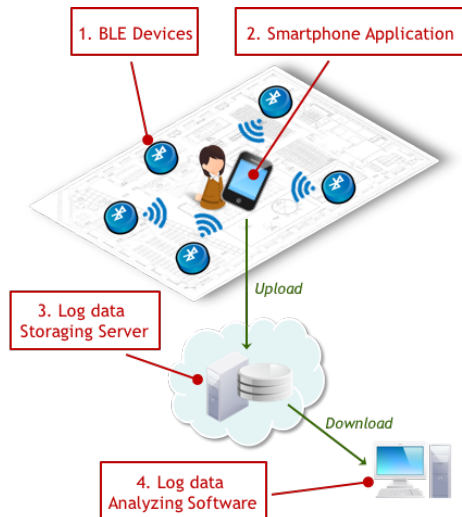 1. BLE Devices
2. Smartphone Application
Upload
3. Log data
Storaging Server
Download
4. Log data
Analyzing Software